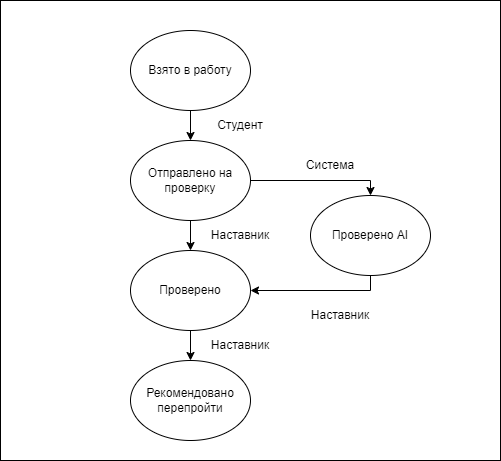 Взято в работу
Студент
Отправлено на
проверку
Система
Наставник
Проверено AI
Проверено
Наставник
Наставник
Рекомендовано
перепройти